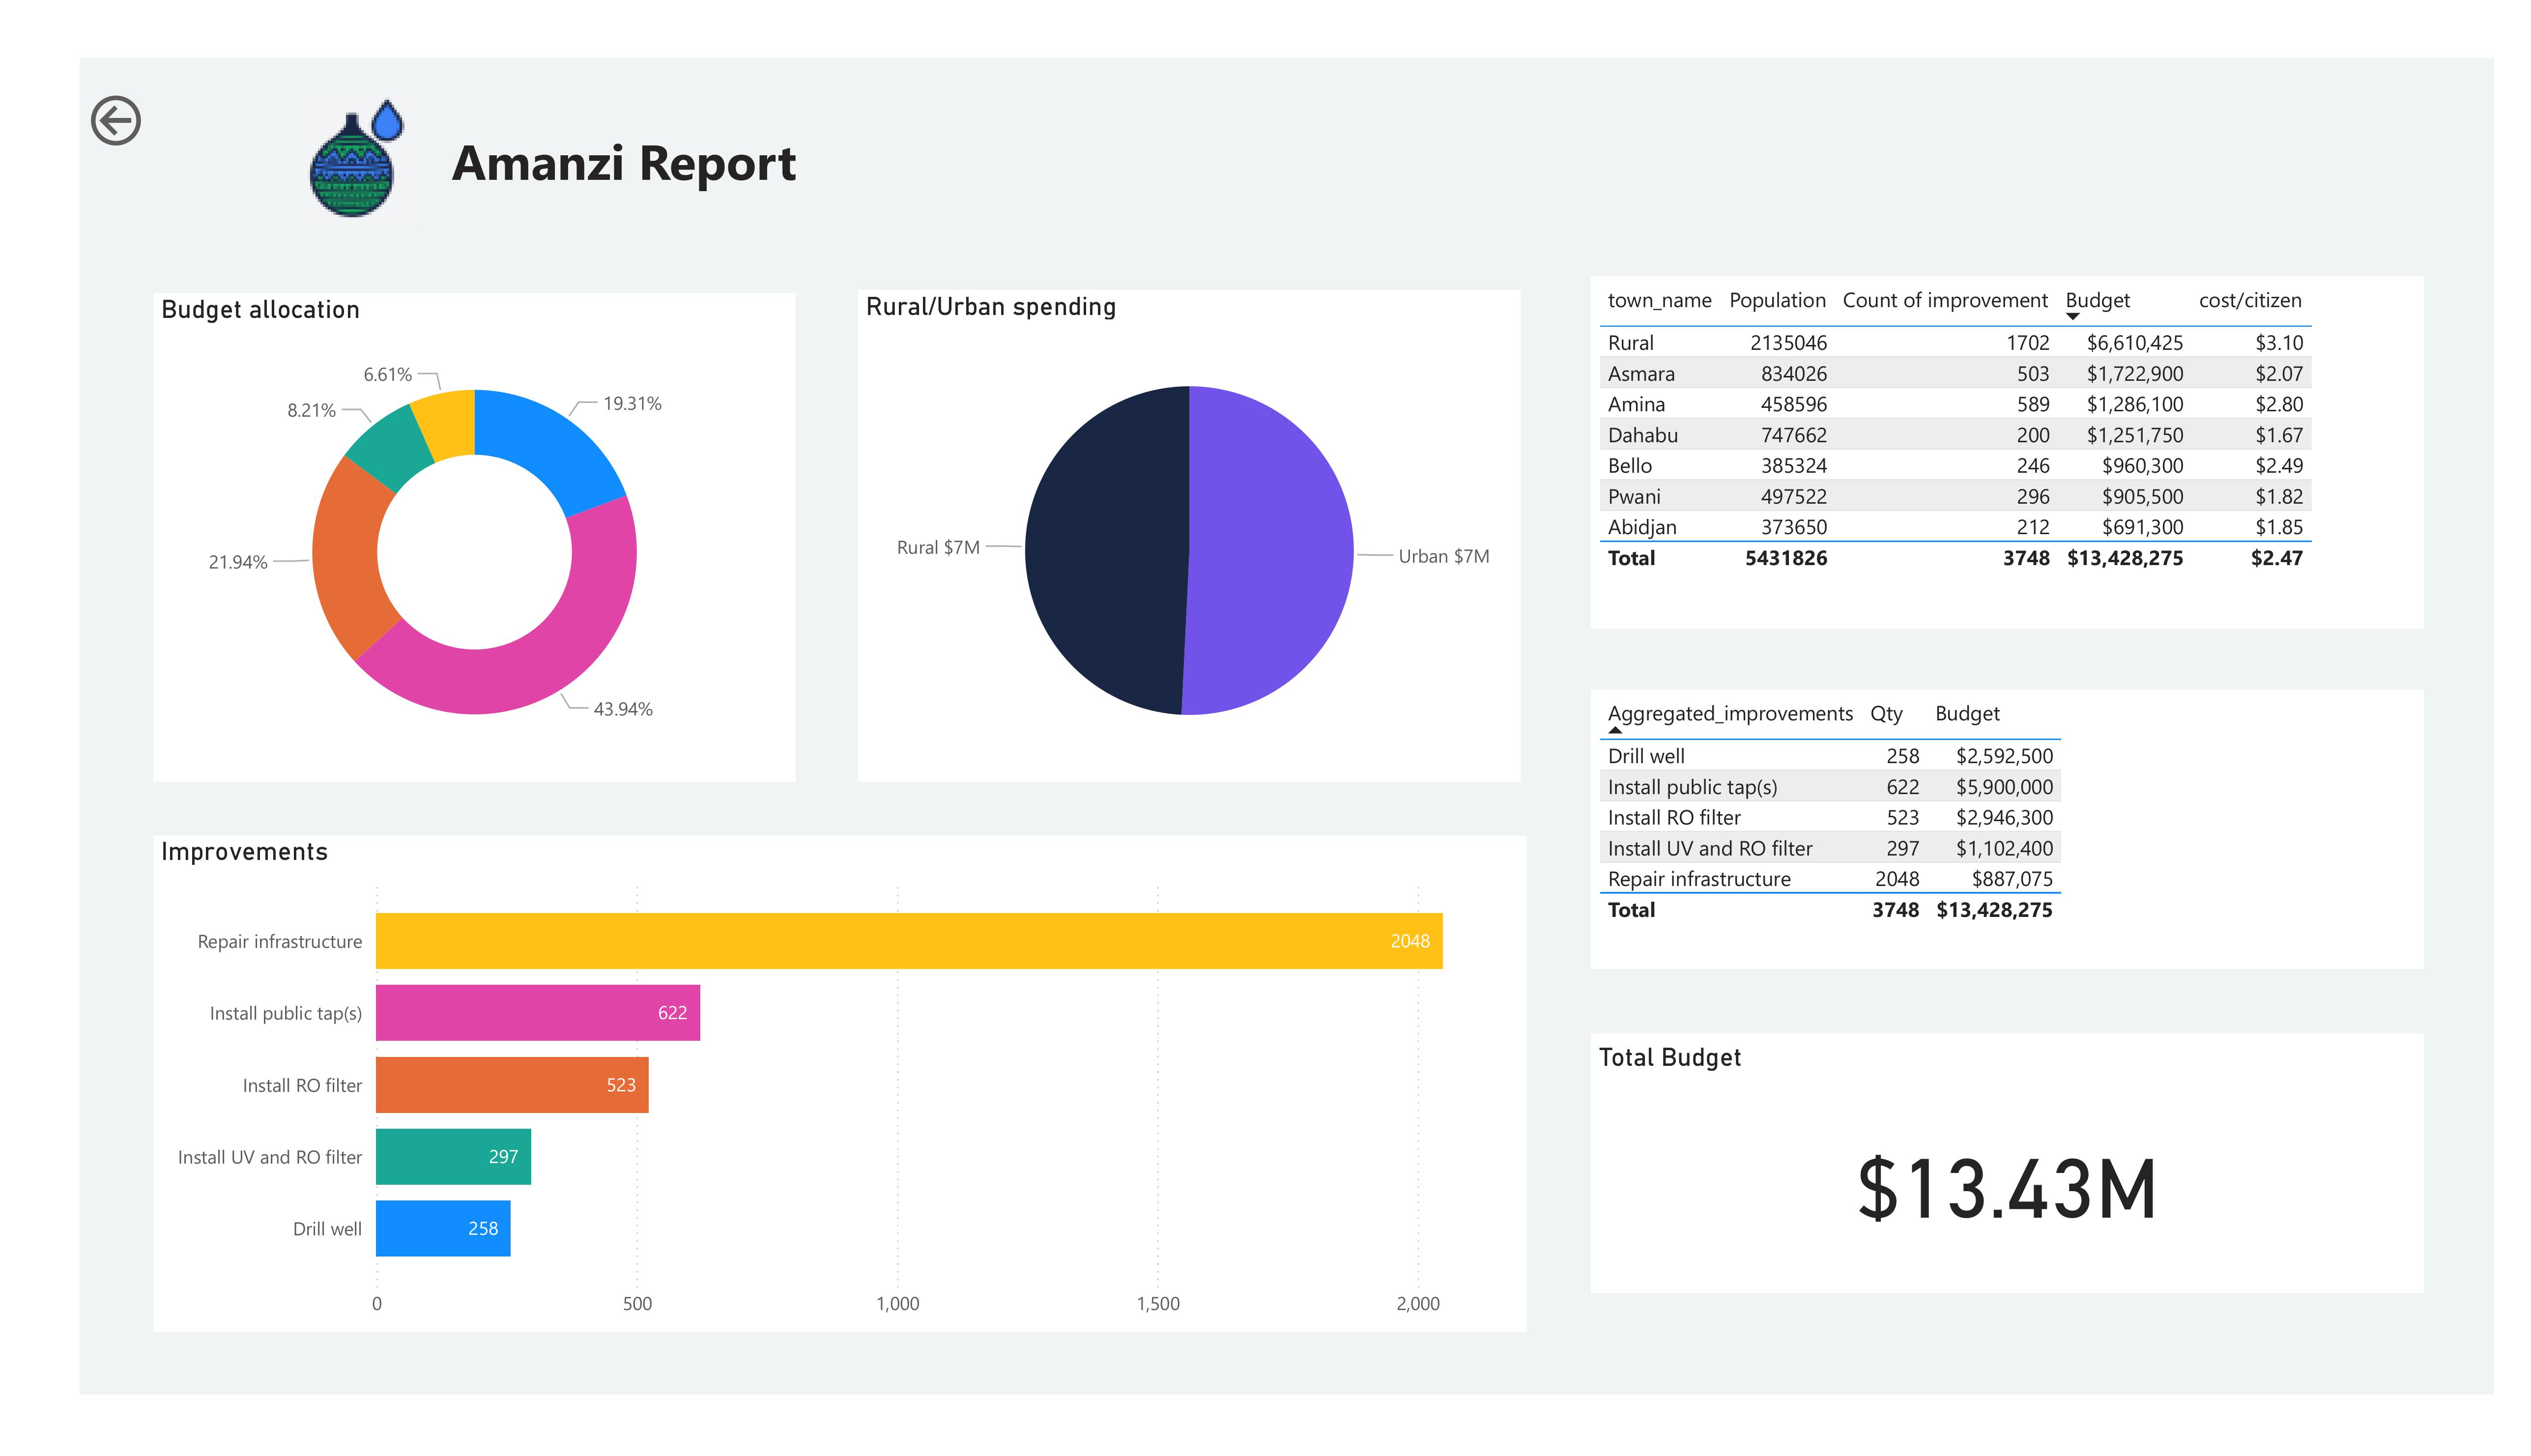 Amanzi Report
Budget allocation
6.61%
19.31%
8.21%
21.94%
43.94%
Rural/Urban spending
Rural $7M
Urban $7M
town_name Population Count of improvement Budget cost/citizen
Rural 2135046 1702 $6,610,425 $3.10
Asmara 834026 503 $1,722,900 $2.07
Amina 458596 589 $1,286,100 $2.80
Dahabu 747662 200 $1,251,750 $1.67
Bello 385324 246 $960,300 $2.49
Pwani 497522 296 $905,500 $1.82
Abidjan 373650 212 $691,300 $1.85
Total 5431826 3748 $13,428,275 $2.47
Aggregated_improvements Qty Budget
Drill well 258 $2,592,500
Install public tap(s) 622 $5,900,000
Install RO filter 523 $2,946,300
Install UV and RO filter 297 $1,102,400
Repair infrastructure 2048 $887,075
Total 3748 $13,428,275
Improvements
Repair infrastructure 2048
Install public tap(s) 622
Install RO filter 523
Install UV and RO filter 297
Drill well 258
0 500 1,000 1,500 2,000
Total Budget
$13.43M